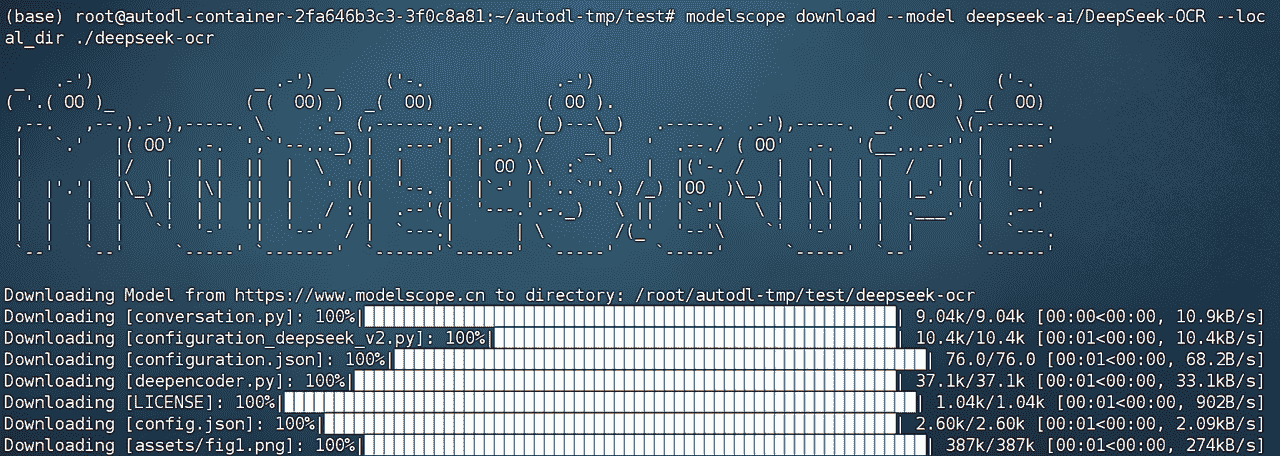 (base) root@autodl-container-2fa646b3c3-3f0c8a81:~/autodl-tmp/test# modelscope download --model deepseek-ai/DeepSeek-OCR --loc
al_dir ./deepseek-ocr
MODELSCOPE
Downloading Model from https://www.modelscope.cn to directory: /root/autodl-tmp/test/deepseek-ocr
Downloading [conversation.py]: 100%| | 9.04k/9.04k [00:00<00:00, 10.9kB/s]
Downloading [configuration_deepseek_v2.py]: 100%| | 10.4k/10.4k [00:01<00:00, 10.4kB/s]
Downloading [configuration.json]: 100%| | 76.0/76.0 [00:01<00:00, 68.2B/s]
Downloading [deepencoder.py]: 100%| | 37.1k/37.1k [00:01<00:00, 33.1kB/s]
Downloading [LICENSE]: 100%| | 1.04k/1.04k [00:01<00:00, 902B/s]
Downloading [config.json]: 100%| | 2.60k/2.60k [00:01<00:00, 2.09kB/s]
Downloading [assets/fig1.png]: 100%| | 387k/387k [00:01<00:00, 274kB/s]